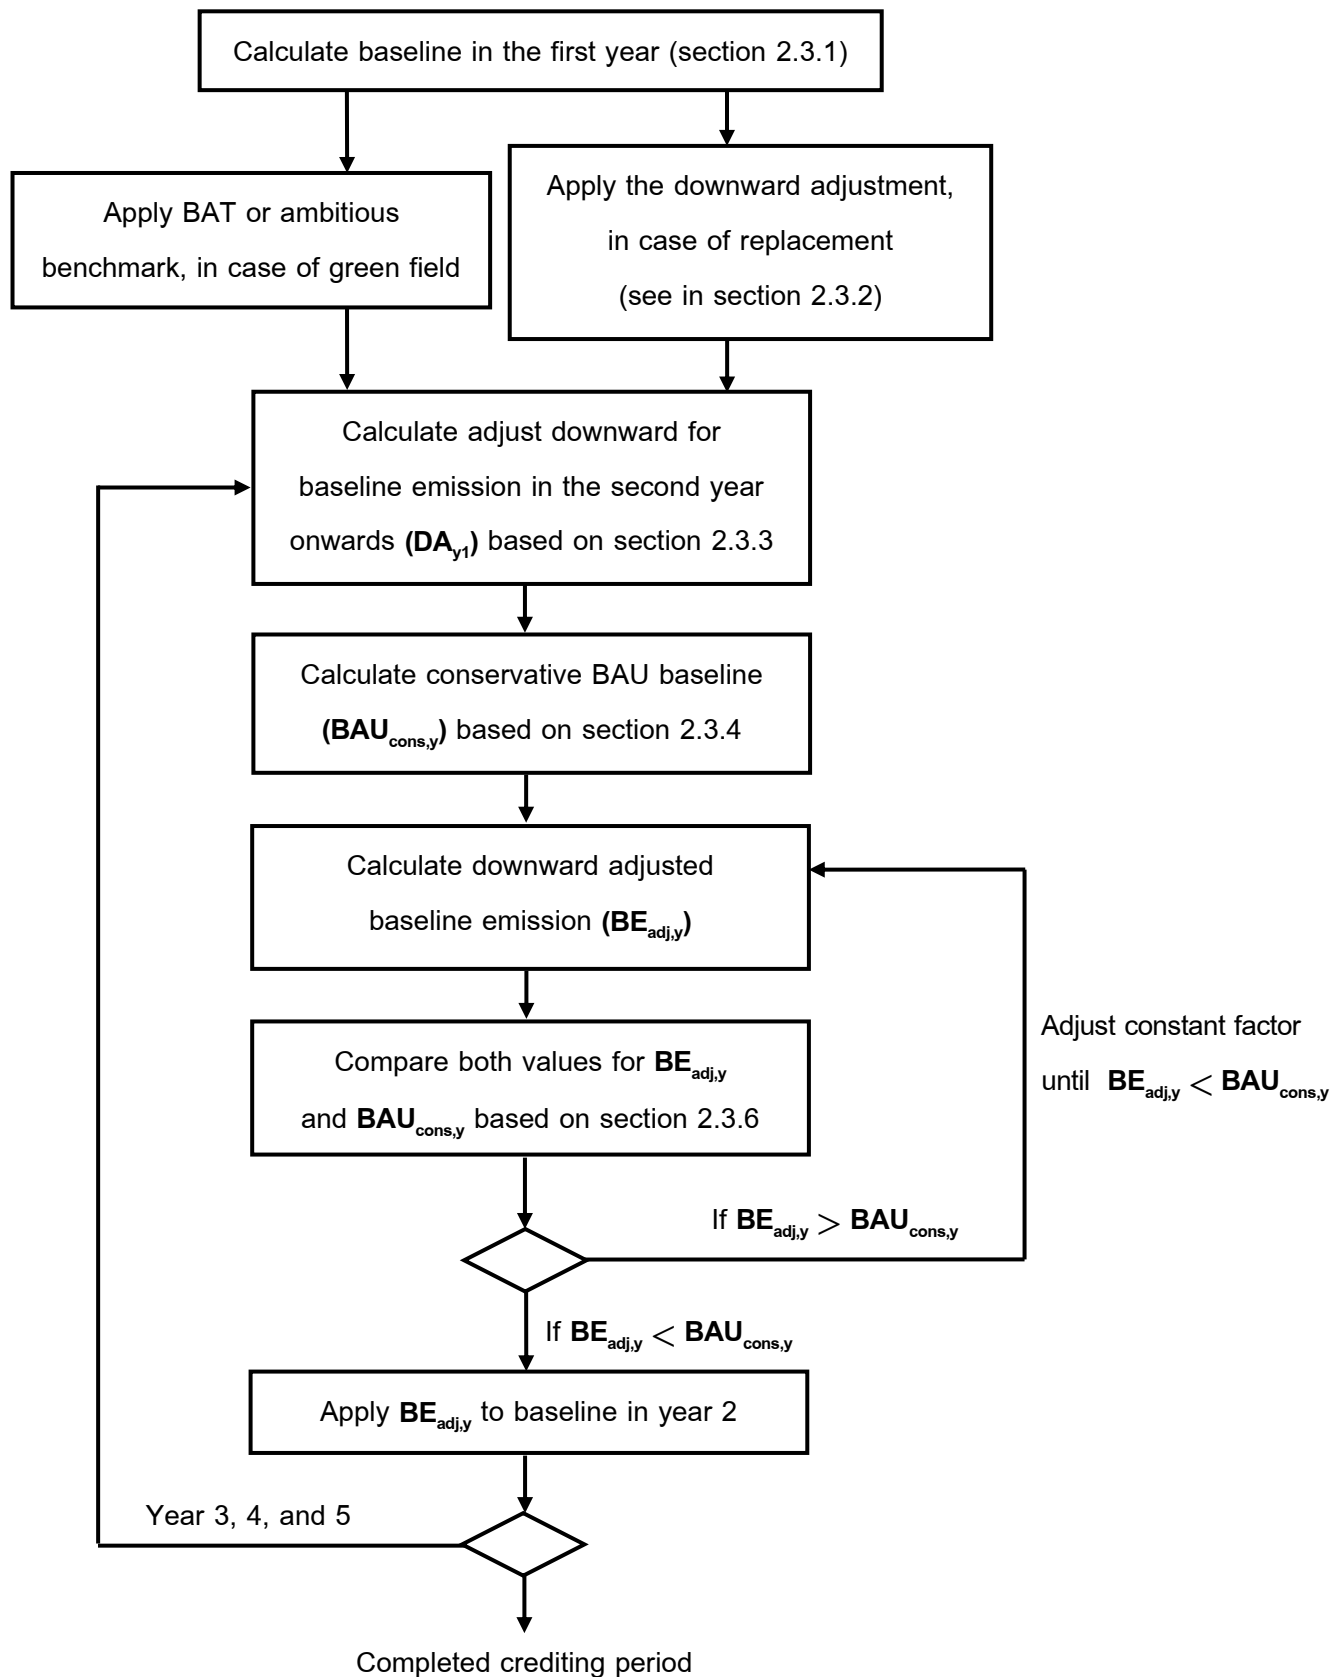 Calculate baseline in the first year (section 2.3.1)
Apply BAT or ambitious
benchmark, in case of green field
Apply the downward adjustment,
in case of replacement
(see in section 2.3.2)
Calculate adjust downward for
baseline emission in the second year
onwards (DAy1) based on section 2.3.3
Calculate conservative BAU baseline
(BAUcons,y) based on section 2.3.4
Calculate downward adjusted
baseline emission (BEadj,y)
Compare both values for BEadj,y
and BAUcons,y based on section 2.3.6
Adjust constant factor
until BEadj,y < BAUcons,y
If BEadj,y > BAUcons,y
If BEadj,y < BAUcons,y
Apply BEadj,y to baseline in year 2
Year 3, 4, and 5
Completed crediting period